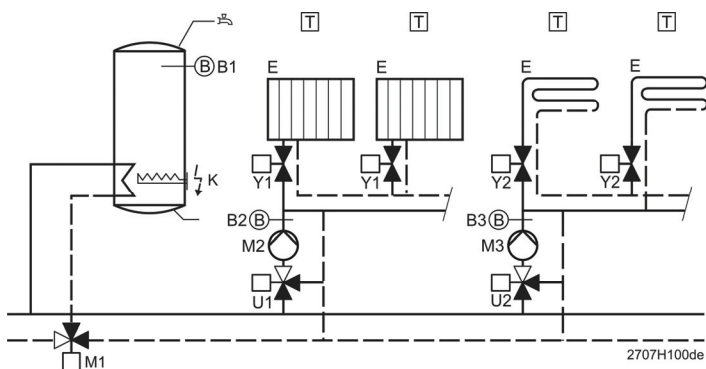 T T T T
B B1
E E E E
K
Y1 Y1 Y2 Y2
B2 B B3 B
M2 M3
U1 U2
2707H100de
M1